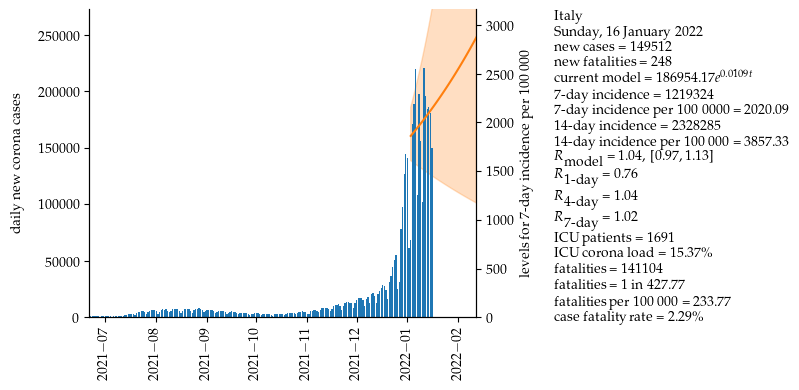 daily new corona cases
250000
200000
150000
100000
50000
0
2021−07
2021−08
2021−09
2021−10
2021−11
2021−12
2022−01
2022−02
3000
2500
2000
1500
1000
500
0
levels for 7-day incidence per 100 000
Italy
Sunday, 16 January 2022
new cases = 149512
new fatalities = 248
current model = 186954.17e^0.0109t
7-day incidence = 1219324
7-day incidence per 100 0000 = 2020.09
14-day incidence = 2328285
14-day incidence per 100 000 = 3857.33
R_model = 1.04, [0.97, 1.13]
R_1-day = 0.76
R_4-day = 1.04
R_7-day = 1.02
ICU patients = 1691
ICU corona load = 15.37%
fatalities = 141104
fatalities = 1 in 427.77
fatalities per 100 000 = 233.77
case fatality rate = 2.29%